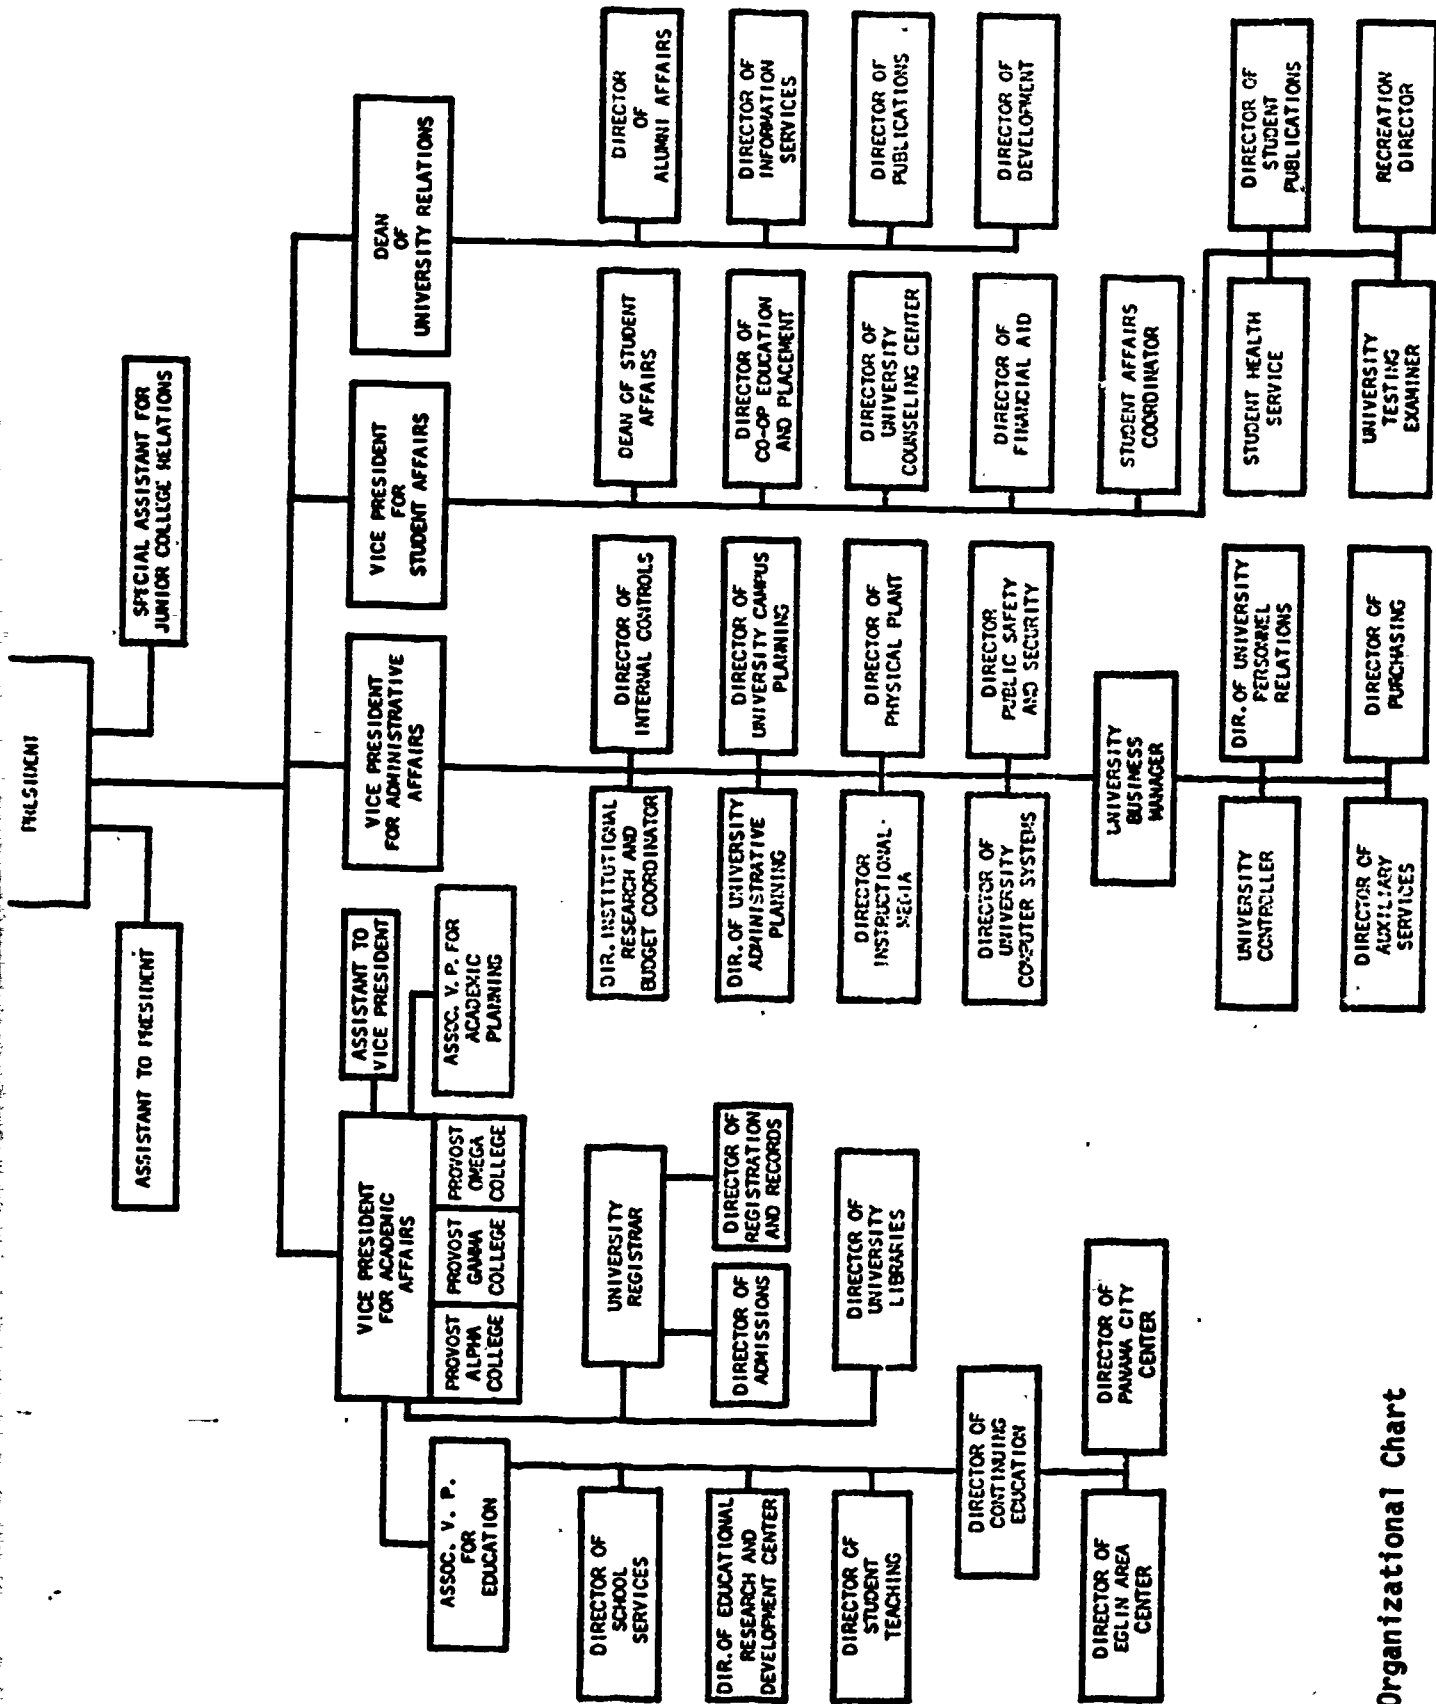 PRESIDENT
ASSISTANT TO PRESIDENT
SPECIAL ASSISTANT FOR
JUNIOR COLLEGE RELATIONS
VICE PRESIDENT
FOR ACADEMIC
AFFAIRS
PROVOST
ALPHA
COLLEGE
PROVOST
GAMMA
COLLEGE
PROVOST
OMEGA
COLLEGE
ASSISTANT TO
VICE PRESIDENT
ASSOC. V. P. FOR
ACADEMIC
PLANNING
VICE PRESIDENT
FOR ADMINISTRATIVE
AFFAIRS
VICE PRESIDENT
FOR
STUDENT AFFAIRS
DEAN
OF
UNIVERSITY RELATIONS
ASSOC. V. P.
FOR
EDUCATION
DIRECTOR OF
SCHOOL
SERVICES
DIR. OF EDUCATIONAL
RESEARCH AND
DEVELOPMENT CENTER
DIRECTOR OF
STUDENT
TEACHING
DIRECTOR OF
CONTINUING
EDUCATION
DIRECTOR OF
EGLIN AREA
CENTER
DIRECTOR OF
PANAMA CITY
CENTER
UNIVERSITY
REGISTRAR
DIRECTOR OF
ADMISSIONS
DIRECTOR OF
REGISTRATION
AND RECORDS
DIRECTOR OF
UNIVERSITY
LIBRARIES
DIR. INSTITUTIONAL
RESEARCH AND
BUDGET COORDINATOR
DIRECTOR OF
INTERNAL CONTROLS
DIR. OF UNIVERSITY
ADMINISTRATIVE
PLANNING
DIRECTOR OF
UNIVERSITY CAMPUS
PLANNING
DIRECTOR
INSTRUCTIONAL
MEDIA
DIRECTOR OF
PHYSICAL PLANT
DIRECTOR OF
UNIVERSITY
COMPUTER SYSTEMS
DIRECTOR
PUBLIC SAFETY
AND SECURITY
UNIVERSITY
BUSINESS
MANAGER
UNIVERSITY
CONTROLLER
DIR. OF UNIVERSITY
PERSONNEL
RELATIONS
DIRECTOR OF
AUXILIARY
SERVICES
DIRECTOR OF
PURCHASING
DEAN OF STUDENT
AFFAIRS
DIRECTOR OF
CO-OP EDUCATION
AND PLACEMENT
DIRECTOR OF
UNIVERSITY
COUNSELING CENTER
DIRECTOR OF
FINANCIAL AID
STUDENT AFFAIRS
COORDINATOR
STUDENT HEALTH
SERVICE
DIRECTOR OF
STUDENT
PUBLICATIONS
UNIVERSITY
TESTING
EXAMINER
RECREATION
DIRECTOR
DIRECTOR
OF
ALUMNI AFFAIRS
DIRECTOR OF
INFORMATION
SERVICES
DIRECTOR OF
PUBLICATIONS
DIRECTOR OF
DEVELOPMENT
Organizational Chart